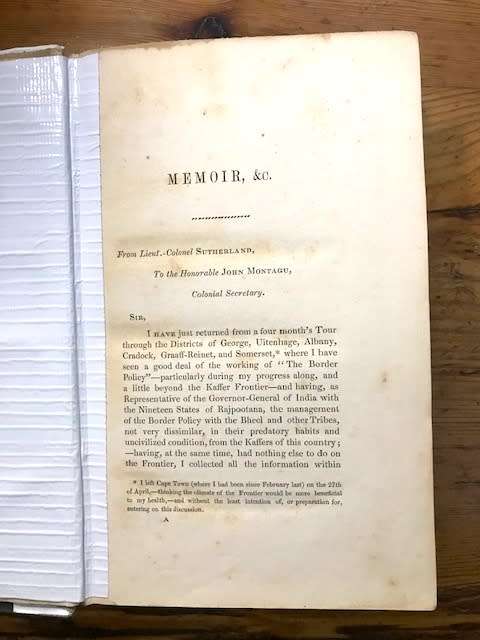 MEMOIR, &c.
From Lieut.-Colonel SUTHERLAND,
To the Honorable JOHN MONTAGU,
Colonial Secretary.
SIR,
I HAVE just returned from a four month's Tour
through the Districts of George, Uitenhage, Albany,
Cradock, Graaff-Reinet, and Somerset,* where I have
seen a good deal of the working of "The Border
Policy"—particularly during my progress along, and
a little beyond the Kaffer Frontier—and having, as
Representative of the Governor-General of India with
the Nineteen States of Rajpootana, the management
of the Border Policy with the Bheel and other Tribes,
not very dissimilar, in their predatory habits and
uncivilized condition, from the Kaffers of this country;
—having, at the same time, had nothing else to do on
the Frontier, I collected all the information within
* I left Cape Town (where I had been since February last) on the 27th
of April,—thinking the climate of the Frontier would be more beneficial
to my health,—and without the least intention of, or preparation for,
entering on this discussion.
A